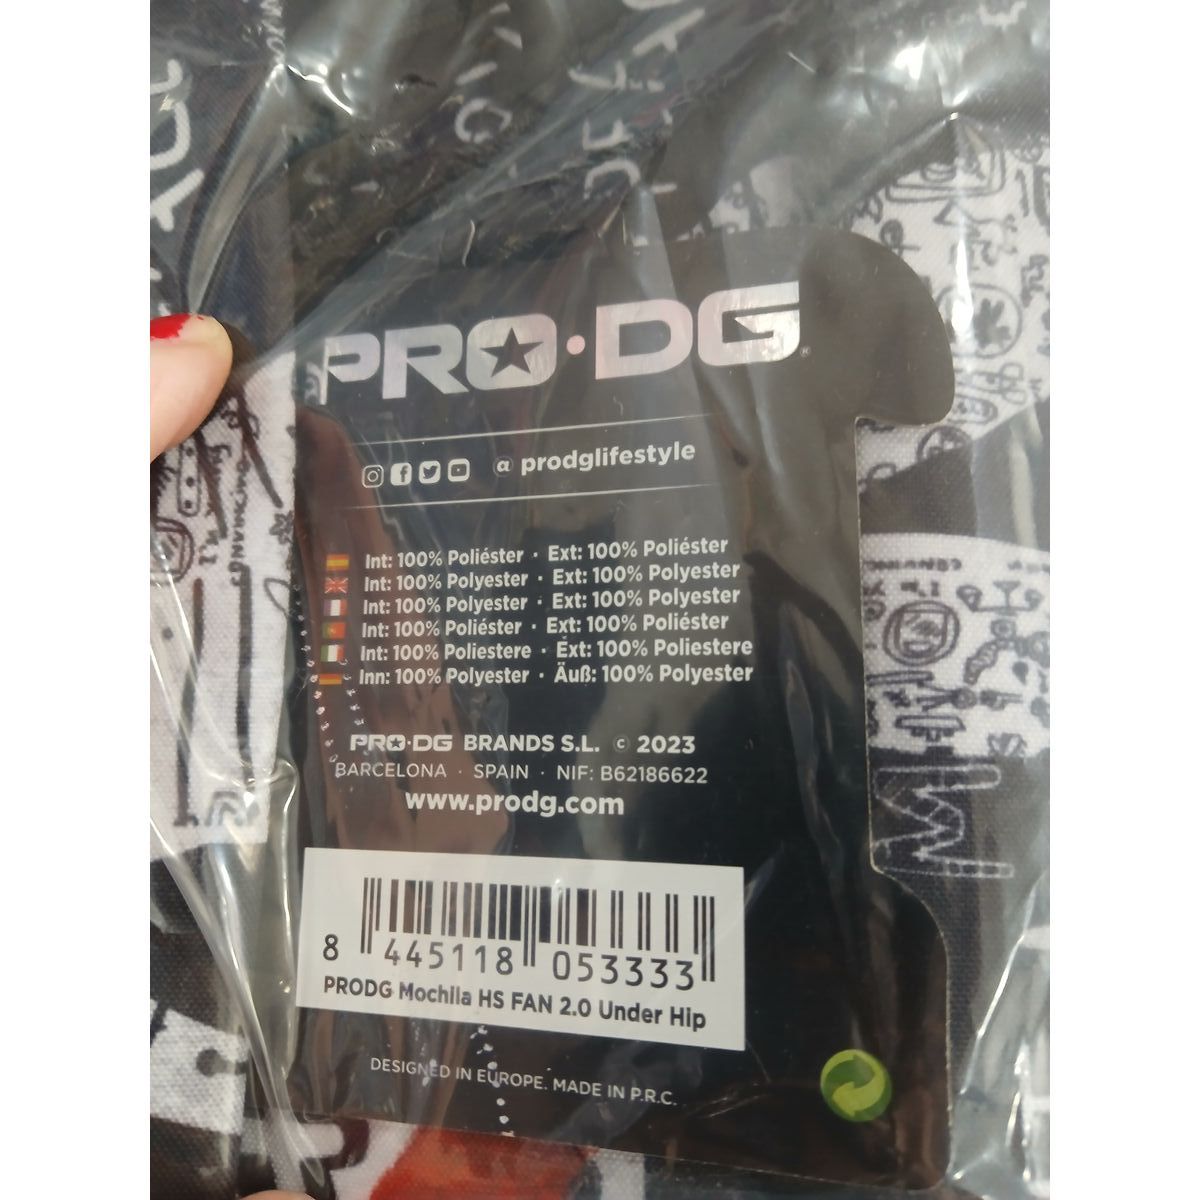 PRO·DG®
@ prodglifestyle
Int: 100% Poliéster · Ext: 100% Poliéster
Int: 100% Polyester · Ext: 100% Polyester
Int: 100% Polyester · Ext: 100% Polyester
Int: 100% Poliéster · Ext: 100% Poliéster
Int: 100% Poliestere · Ext: 100% Poliestere
Inn: 100% Polyester · Äuß: 100% Polyester
PRO·DG BRANDS S.L. © 2023
BARCELONA · SPAIN · NIF: B62186622
www.prodg.com
8 445118 053333
PRODG Mochila HS FAN 2.0 Under Hip
DESIGNED IN EUROPE. MADE IN P.R.C.